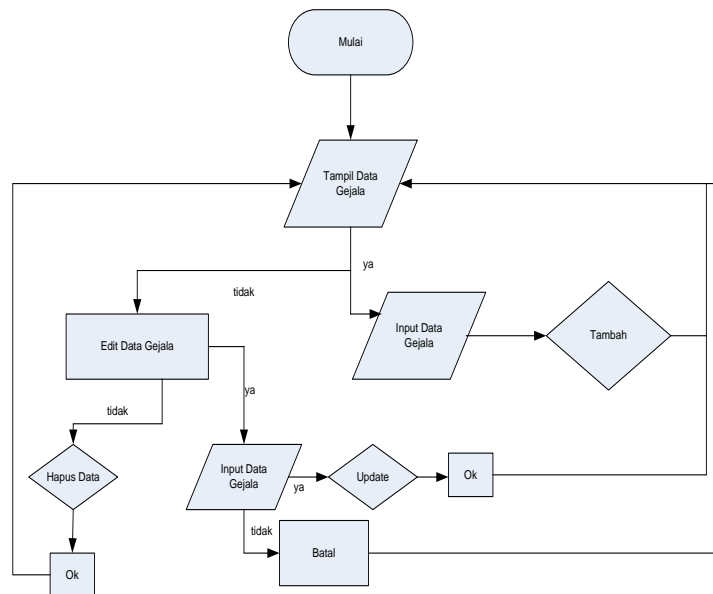 Mulai
Tampil Data
Gejala
ya
tidak
Input Data
Gejala
Tambah
Edit Data Gejala
ya
tidak
Hapus Data
Input Data
Gejala
ya
Update
Ok
tidak
Batal
Ok